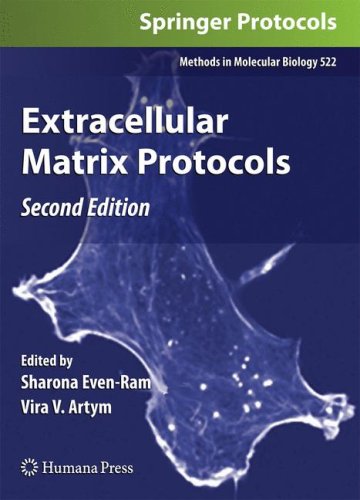 Springer Protocols
Methods in Molecular Biology 522
Extracellular
Matrix Protocols
Second Edition
Edited by
Sharona Even-Ram
Vira V. Artym
Humana Press